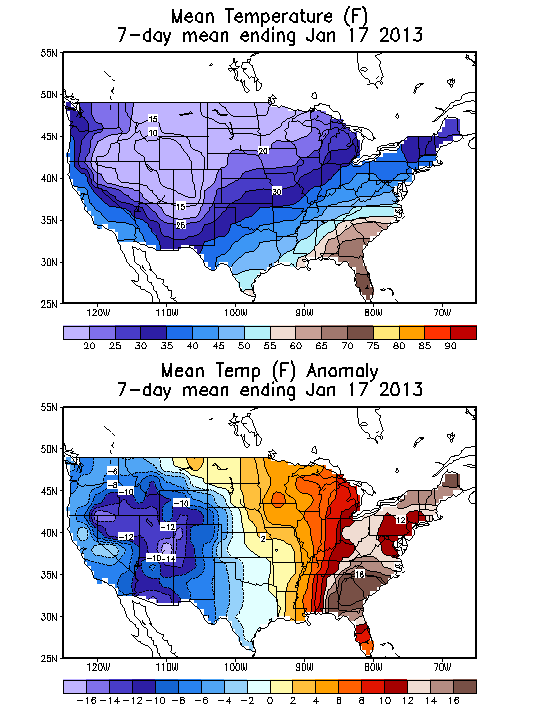 Mean Temperature (F)
7-day mean ending Jan 17 2013
55N
50N
45N
40N
35N
30N
25N
15
10
20
30
15
25
120W 110W 100W 90W 80W 70W
20 25 30 35 40 45 50 55 60 65 70 75 80 85 90
Mean Temp (F) Anomaly
7-day mean ending Jan 17 2013
55N
50N
45N
40N
35N
30N
25N
-6
-8
-10
-10
-12
12
-12
2
-10
-14
16
120W 110W 100W 90W 80W 70W
-16 -14 -12 -10 -8 -6 -4 -2 0 2 4 6 8 10 12 14 16